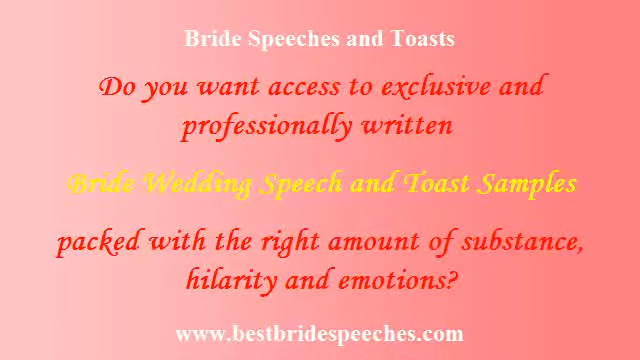 Bride Speeches and Toasts
Do you want access to exclusive and
professionally written
Bride Wedding Speech and Toast Samples
packed with the right amount of substance,
hilarity and emotions?
www.bestbridespeeches.com